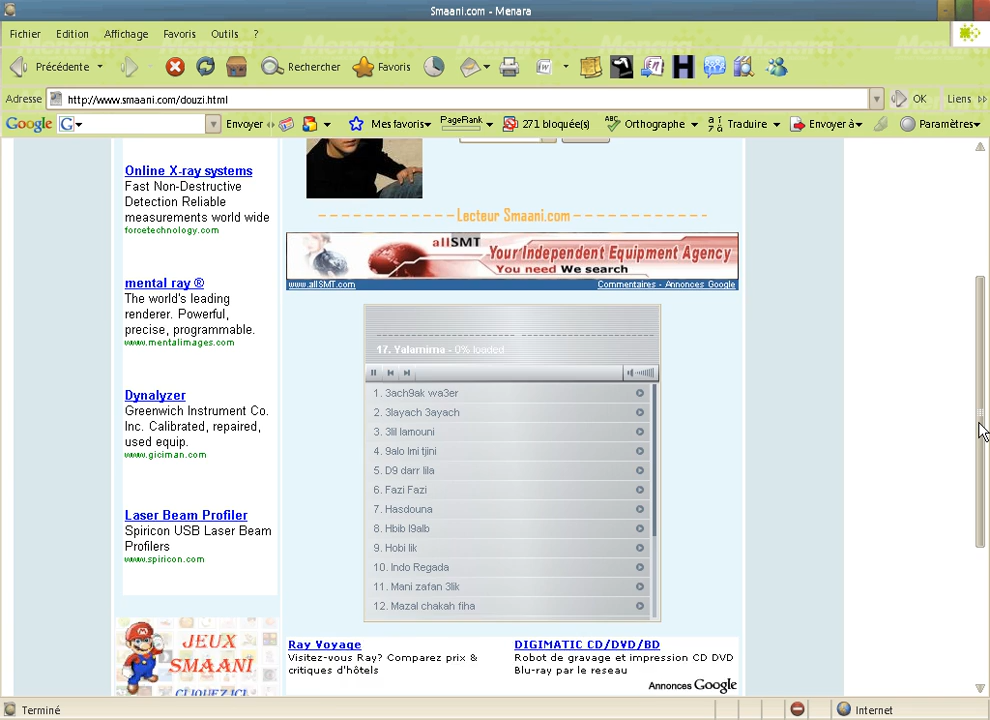 Smaani.com - Menara
Fichier Edition Affichage Favoris Outils ?
Précédente Rechercher Favoris
Adresse http://www.smaani.com/douzi.html OK Liens
Google G Envoyer Mes favoris PageRank 271 bloquée(s) ABC Orthographe Traduire Envoyer à Paramètres
Online X-ray systems
Fast Non-Destructive
Detection Reliable
measurements world wide
forcetechnology.com
mental ray ®
The world's leading
renderer. Powerful,
precise, programmable.
www.mentalimages.com
Dynalyzer
Greenwich Instrument Co.
Inc. Calibrated, repaired,
used equip.
www.giciman.com
Laser Beam Profiler
Spiricon USB Laser Beam
Profilers
www.spiricon.com
JEUX
SMAANI
CLIQUEZ ICI
Lecteur Smaani.com
allSMT Your Independent Equipment Agency
You need We search
www.allSMT.com Commentaires - Annonces Google
17. Yalamima - 0% loaded
1. 3ach9ak wa3er
2. 3layach 3ayach
3. 3lil lamouni
4. 9alo lmi tjini
5. D9 darr lila
6. Fazi Fazi
7. Hasdouna
8. Hbib l9alb
9. Hobi lik
10. Indo Regada
11. Mani zafan 3lik
12. Mazal chakah fiha
Ray Voyage
Visitez-vous Ray? Comparez prix &
critiques d'hôtels
DIGIMATIC CD/DVD/BD
Robot de gravage et impression CD DVD
Blu-ray par le reseau
Annonces Google
Terminé Internet